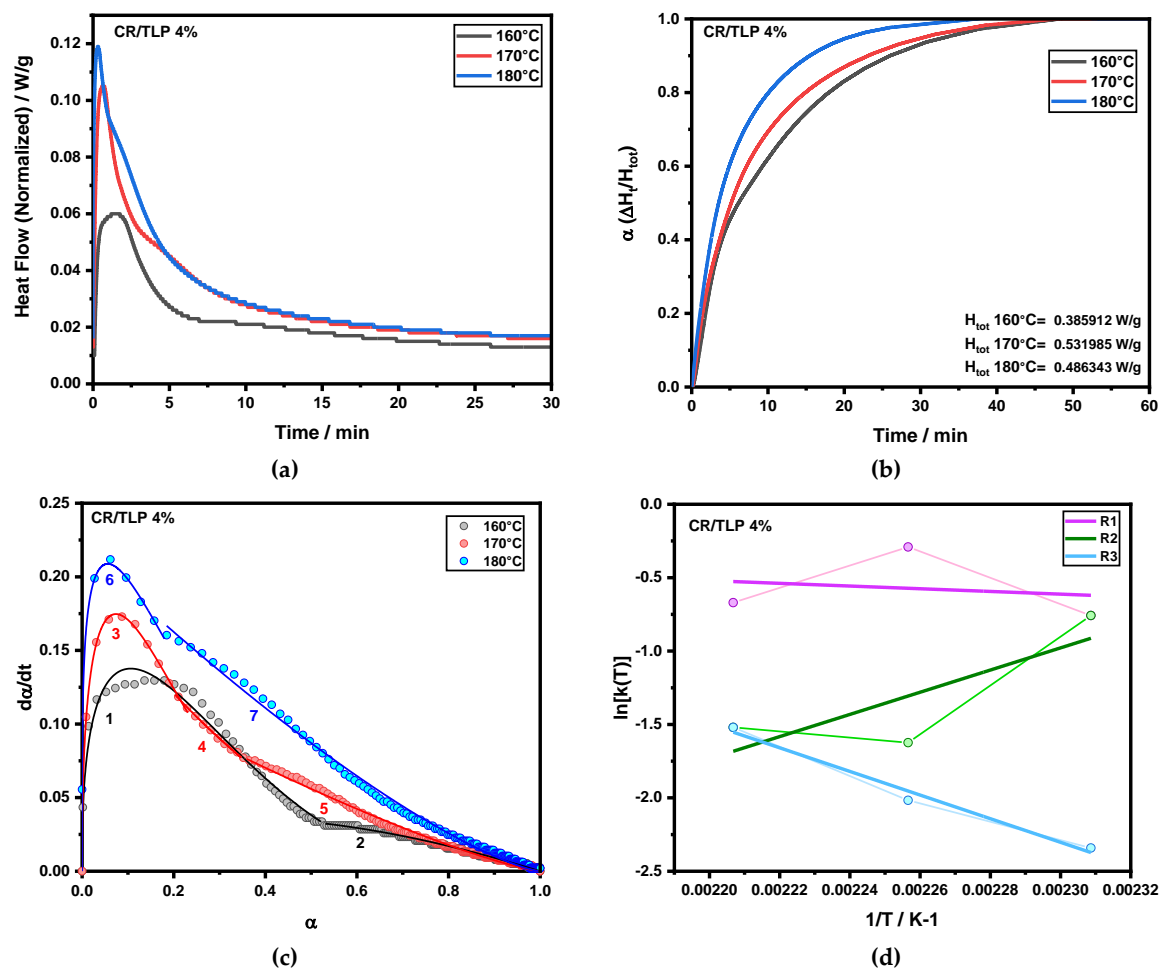 CR/TLP 4%
160°C
170°C
180°C
Heat Flow (Normalized) / W/g
0.12
0.10
0.08
0.06
0.04
0.02
0.00
0 5 10 15 20 25 30
Time / min
(a)
CR/TLP 4%
160°C
170°C
180°C
α (ΔHt/Htot)
1.0
0.8
0.6
0.4
0.2
0.0
Htot 160°C= 0.385912 W/g
Htot 170°C= 0.531985 W/g
Htot 180°C= 0.486343 W/g
0 10 20 30 40 50 60
Time / min
(b)
CR/TLP 4%
160°C
170°C
180°C
dα/dt
0.25
0.20
0.15
0.10
0.05
0.00
6
3
1
4
7
5
2
0.0 0.2 0.4 0.6 0.8 1.0
α
(c)
CR/TLP 4%
R1
R2
R3
ln[k(T)]
0.0
-0.5
-1.0
-1.5
-2.0
-2.5
0.00220 0.00222 0.00224 0.00226 0.00228 0.00230 0.00232
1/T / K-1
(d)